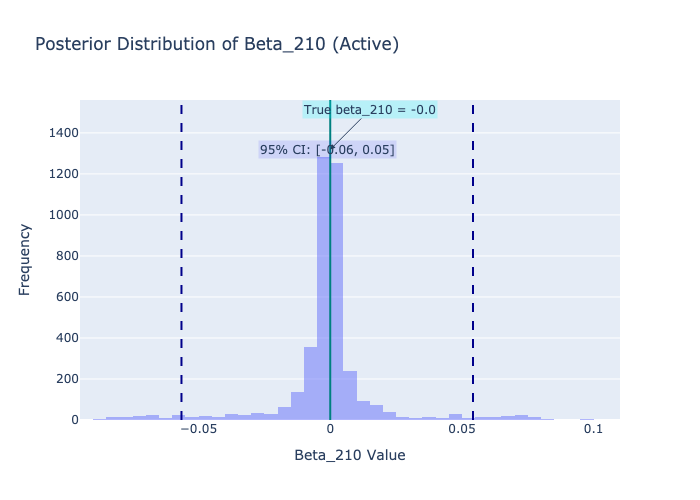 Posterior Distribution of Beta_210 (Active)
True beta_210 = -0.0
95% CI: [-0.06, 0.05]
1400
1200
1000
800
600
400
200
0
Frequency
−0.05
0
0.05
0.1
Beta_210 Value